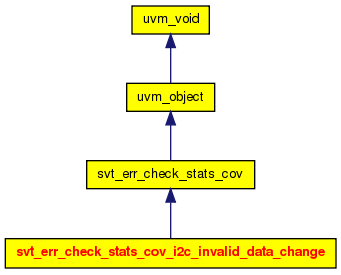 uvm_void
uvm_object
svt_err_check_stats_cov
svt_err_check_stats_cov_i2c_invalid_data_change